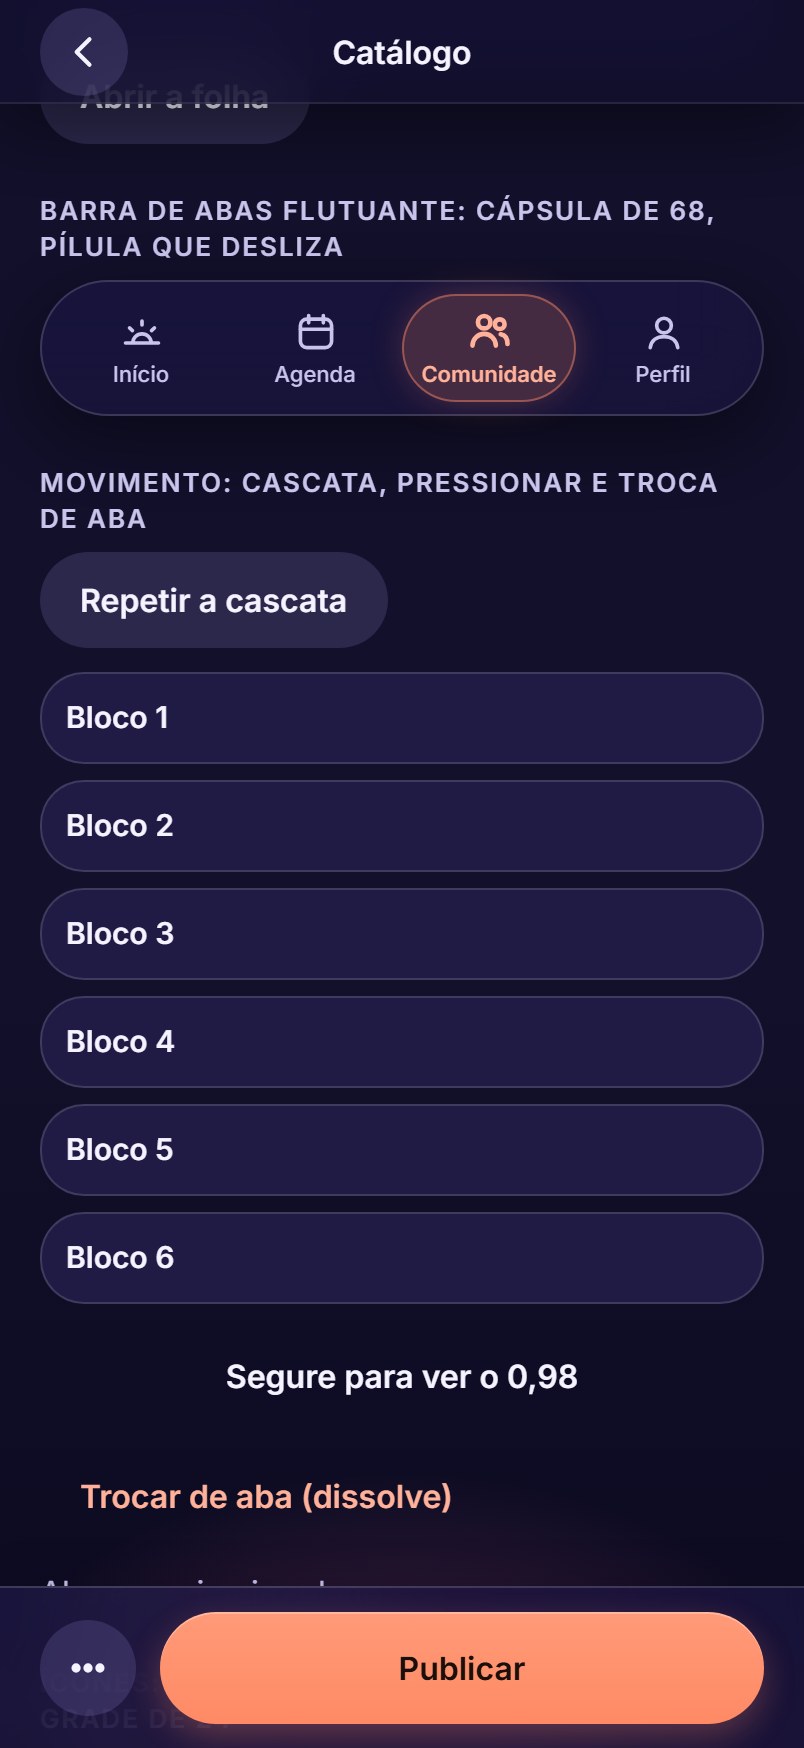 Catálogo
Abrir a folha
BARRA DE ABAS FLUTUANTE: CÁPSULA DE 68,
PÍLULA QUE DESLIZA
Início
Agenda
Comunidade
Perfil
MOVIMENTO: CASCATA, PRESSIONAR E TROCA
DE ABA
Repetir a cascata
Bloco 1
Bloco 2
Bloco 3
Bloco 4
Bloco 5
Bloco 6
Segure para ver o 0,98
Trocar de aba (dissolve)
Publicar
GRADE DE